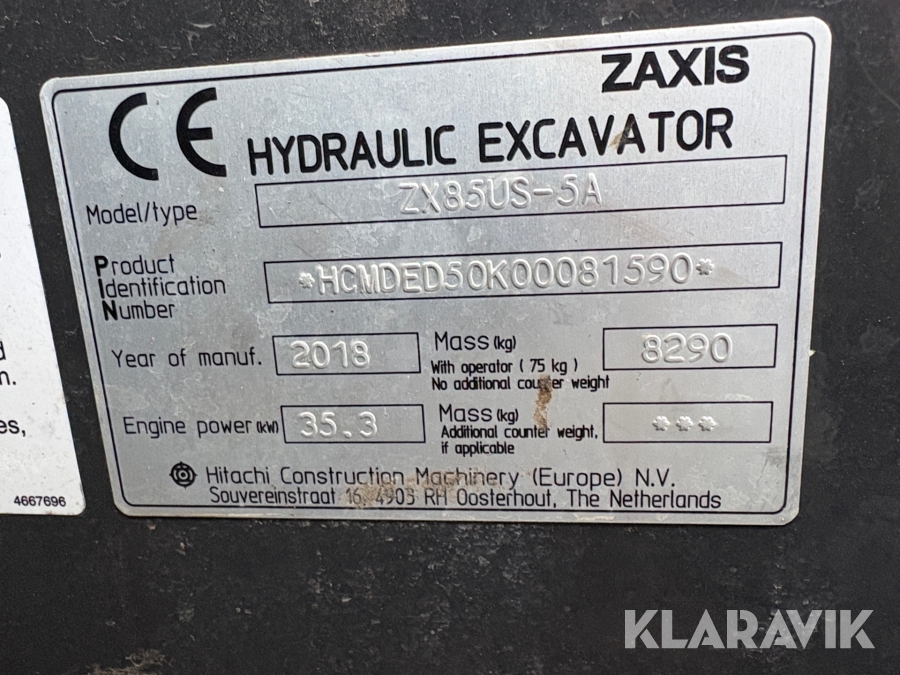 ZAXIS
CE HYDRAULIC EXCAVATOR
Model/type ZX85US-5A
Product
Identification
Number
*HCMDED50K00081590*
Year of manuf. 2018
Mass (kg)
With operator ( 75 kg )
No additional counter weight
8290
Engine power (kW) 35.3
Mass (kg)
Additional counter weight,
if applicable
***
Hitachi Construction Machinery (Europe) N.V.
Souvereinstraat 16, 4903 RH Oosterhout, The Netherlands
4667696
KLARAVIK